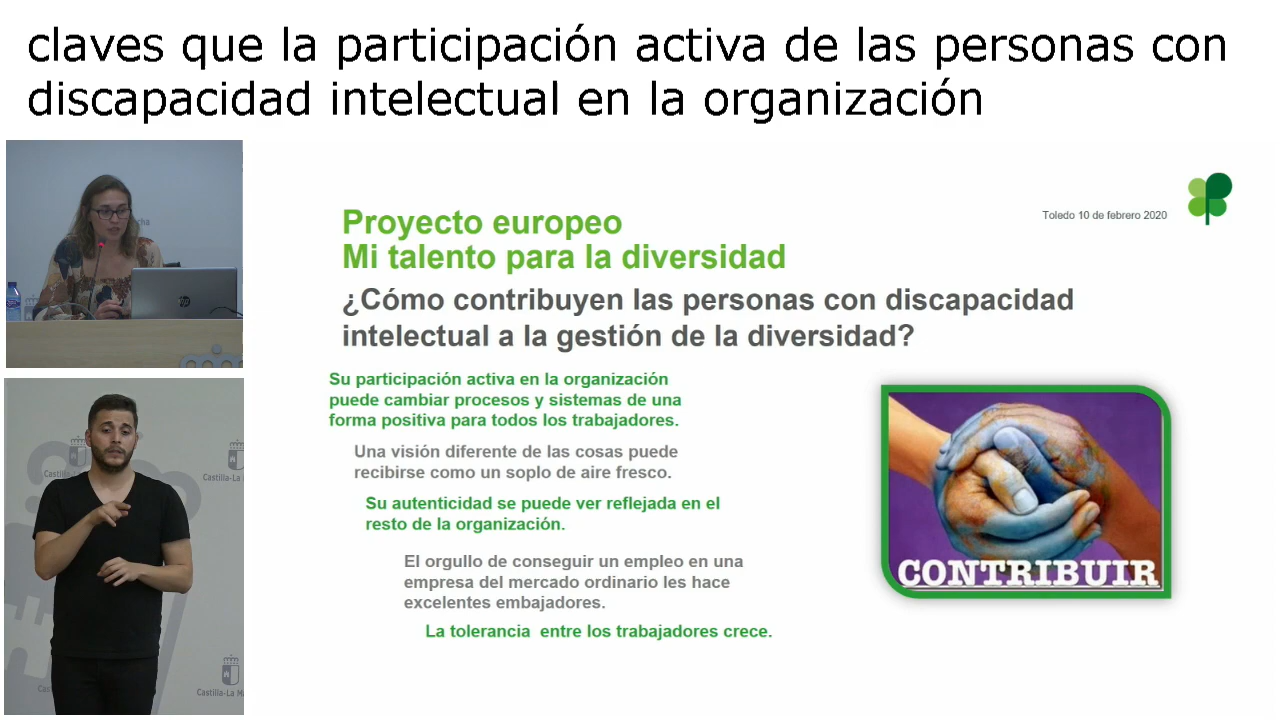 claves que la participación activa de las personas con
discapacidad intelectual en la organización
Toledo 10 de febrero 2020
Proyecto europeo
Mi talento para la diversidad
¿Cómo contribuyen las personas con discapacidad
intelectual a la gestión de la diversidad?
Su participación activa en la organización
puede cambiar procesos y sistemas de una
forma positiva para todos los trabajadores.
Una visión diferente de las cosas puede
recibirse como un soplo de aire fresco.
Su autenticidad se puede ver reflejada en el
resto de la organización.
El orgullo de conseguir un empleo en una
empresa del mercado ordinario les hace
excelentes embajadores.
La tolerancia entre los trabajadores crece.
CONTRIBUIR
hp
Castilla-La M